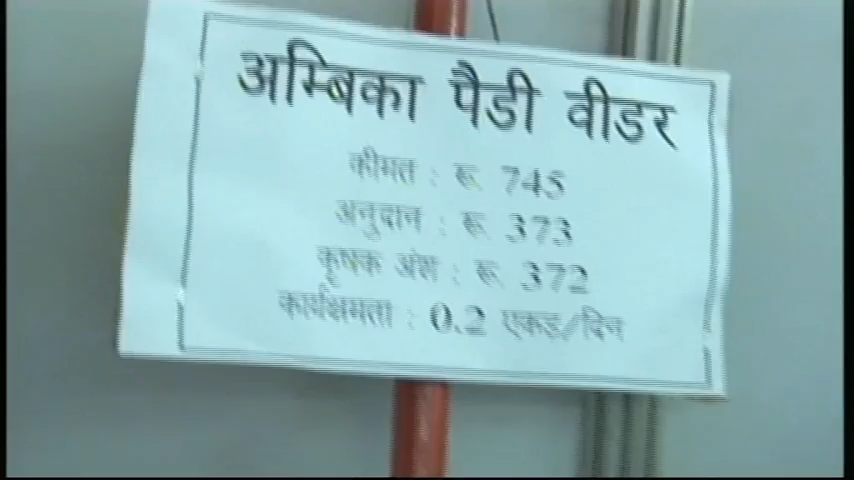 अम्बिका पैडी वीडर
कीमत : रू 745
अनुदान : रू 373
कृषक अंश : रू 372
कार्यक्षमता : 0.2 एकड/दिन